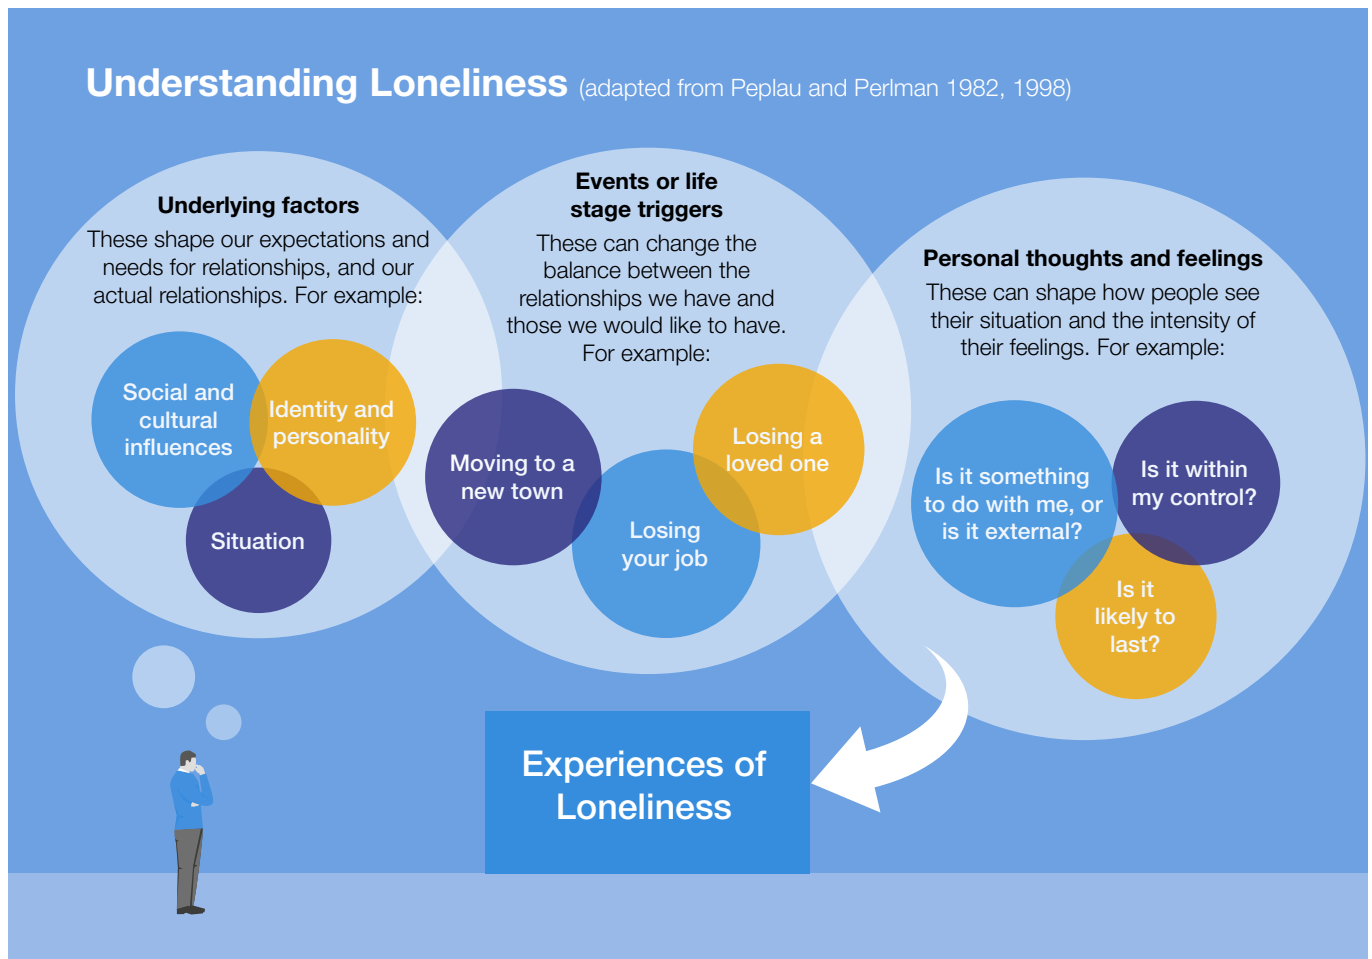 Understanding Loneliness (adapted from Peplau and Perlman 1982, 1998)
Underlying factors
These shape our expectations and
needs for relationships, and our
actual relationships. For example:
Social and
cultural
influences
Identity and
personality
Situation
Events or life
stage triggers
These can change the
balance between the
relationships we have and
those we would like to have.
For example:
Moving to a
new town
Losing
your job
Losing a
loved one
Personal thoughts and feelings
These can shape how people see
their situation and the intensity of
their feelings. For example:
Is it something
to do with me, or
is it external?
Is it within
my control?
Is it
likely to
last?
Experiences of
Loneliness